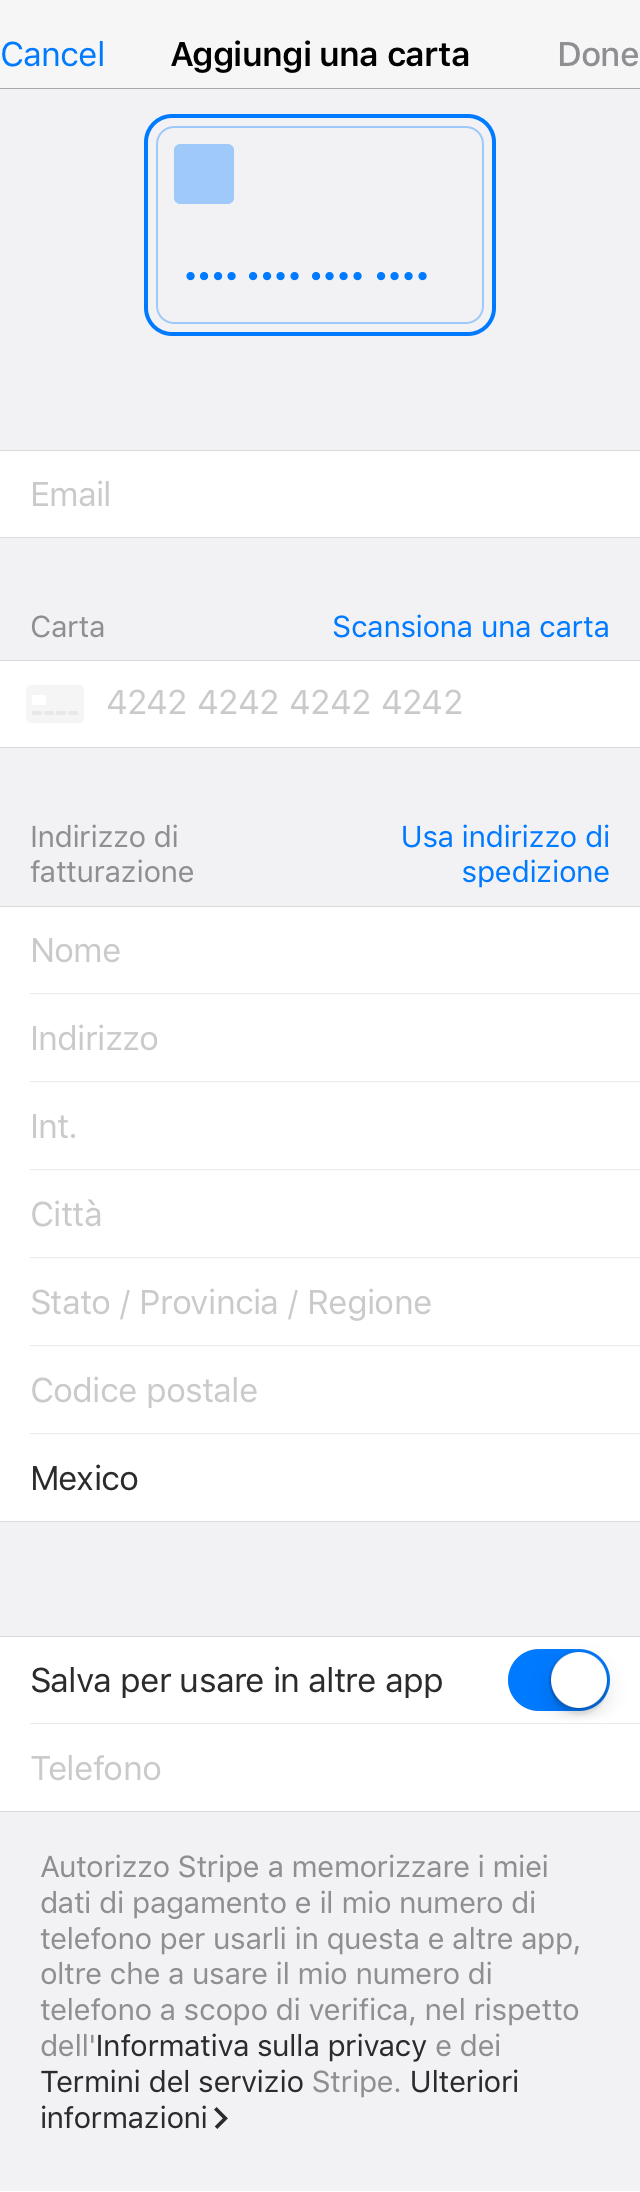 Cancel Aggiungi una carta Done
•••• •••• •••• ••••
Email
Carta Scansiona una carta
4242 4242 4242 4242
Indirizzo di
fatturazione
Usa indirizzo di
spedizione
Nome
Indirizzo
Int.
Città
Stato / Provincia / Regione
Codice postale
Mexico
Salva per usare in altre app
Telefono
Autorizzo Stripe a memorizzare i miei
dati di pagamento e il mio numero di
telefono per usarli in questa e altre app,
oltre che a usare il mio numero di
telefono a scopo di verifica, nel rispetto
dell'Informativa sulla privacy e dei
Termini del servizio Stripe. Ulteriori
informazioni